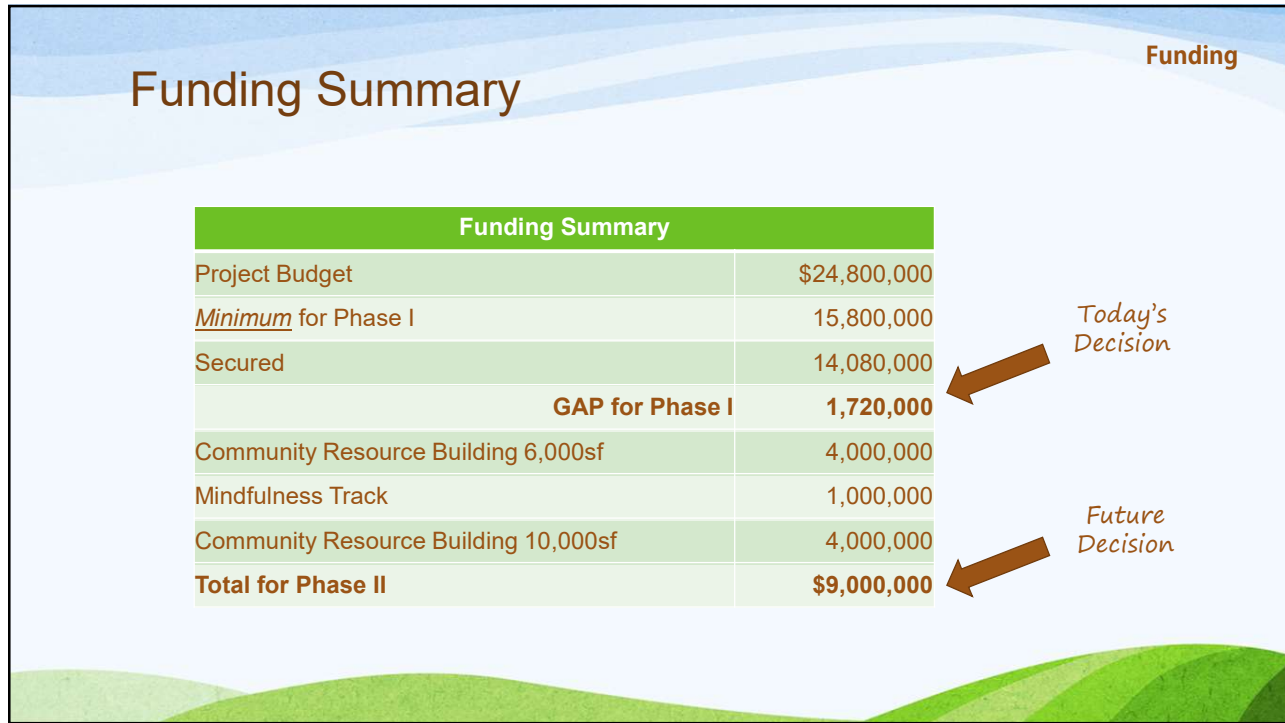 Funding
Funding Summary
Funding Summary
Project Budget $24,800,000
Minimum for Phase I 15,800,000
Secured 14,080,000
GAP for Phase I 1,720,000
Community Resource Building 6,000sf 4,000,000
Mindfulness Track 1,000,000
Community Resource Building 10,000sf 4,000,000
Total for Phase II $9,000,000
Today's
Decision
Future
Decision